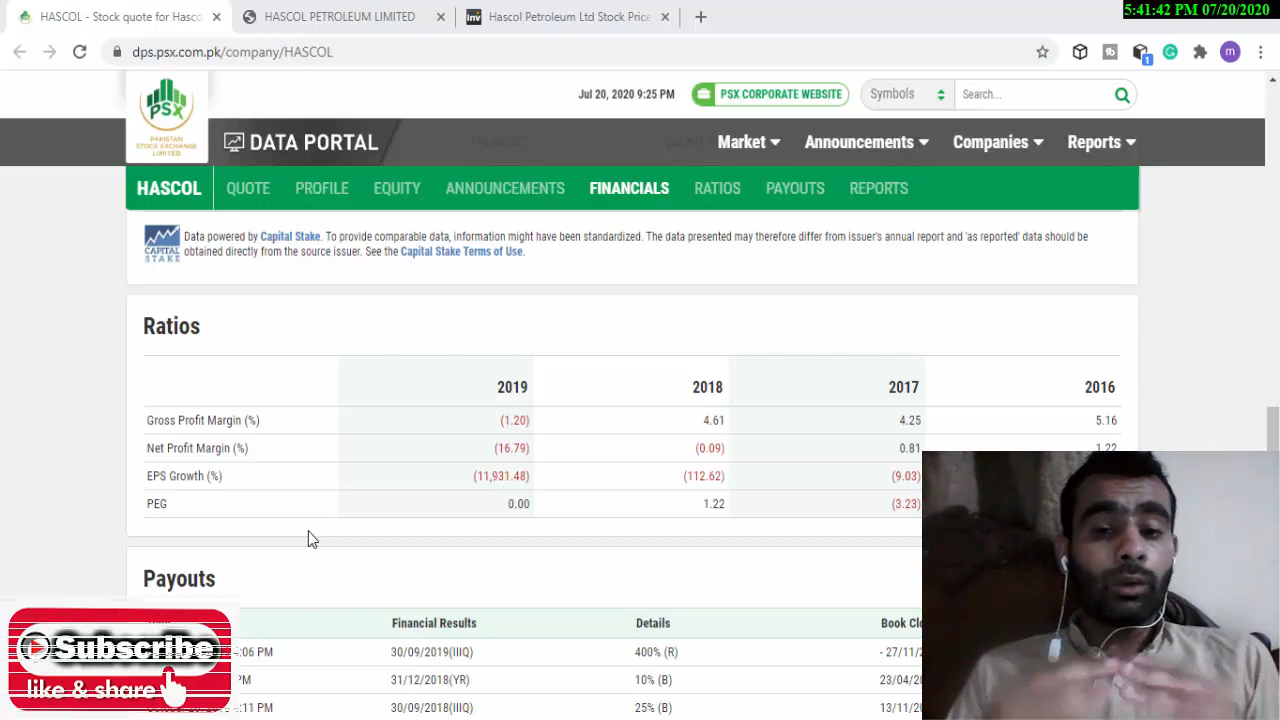 HASCOL - Stock quote for Hasco
HASCOL PETROLEUM LIMITED
Inv
Hascol Petroleum Ltd Stock Price
5:41:42 PM 07/20/2020
dps.psx.com.pk/company/HASCOL
1
m
PSX
PAKISTAN
STOCK EXCHANGE
LIMITED
Jul 20, 2020 9:25 PM
PSX CORPORATE WEBSITE
Symbols
Search...
DATA PORTAL
Market
Announcements
Companies
Reports
HASCOL
QUOTE
PROFILE
EQUITY
ANNOUNCEMENTS
FINANCIALS
RATIOS
PAYOUTS
REPORTS
CAPITAL
STAKE
Data powered by Capital Stake. To provide comparable data, information might have been standardized. The data presented may therefore differ from issuer's annual report and 'as reported' data should be
obtained directly from the source issuer. See the Capital Stake Terms of Use.
Ratios
2019 2018 2017 2016
Gross Profit Margin (%) (1.20) 4.61 4.25 5.16
Net Profit Margin (%) (16.79) (0.09) 0.81 1.22
EPS Growth (%) (11,931.48) (112.62) (9.03)
PEG 0.00 1.22 (3.23)
Payouts
Financial Results Details Book Clo
:06 PM 30/09/2019(IIIQ) 400% (R) - 27/11/2
PM 31/12/2018(YR) 10% (B) 23/04/20
:11 PM 30/09/2018(IIIQ) 25% (B) 13/11/20
Subscribe
like & share